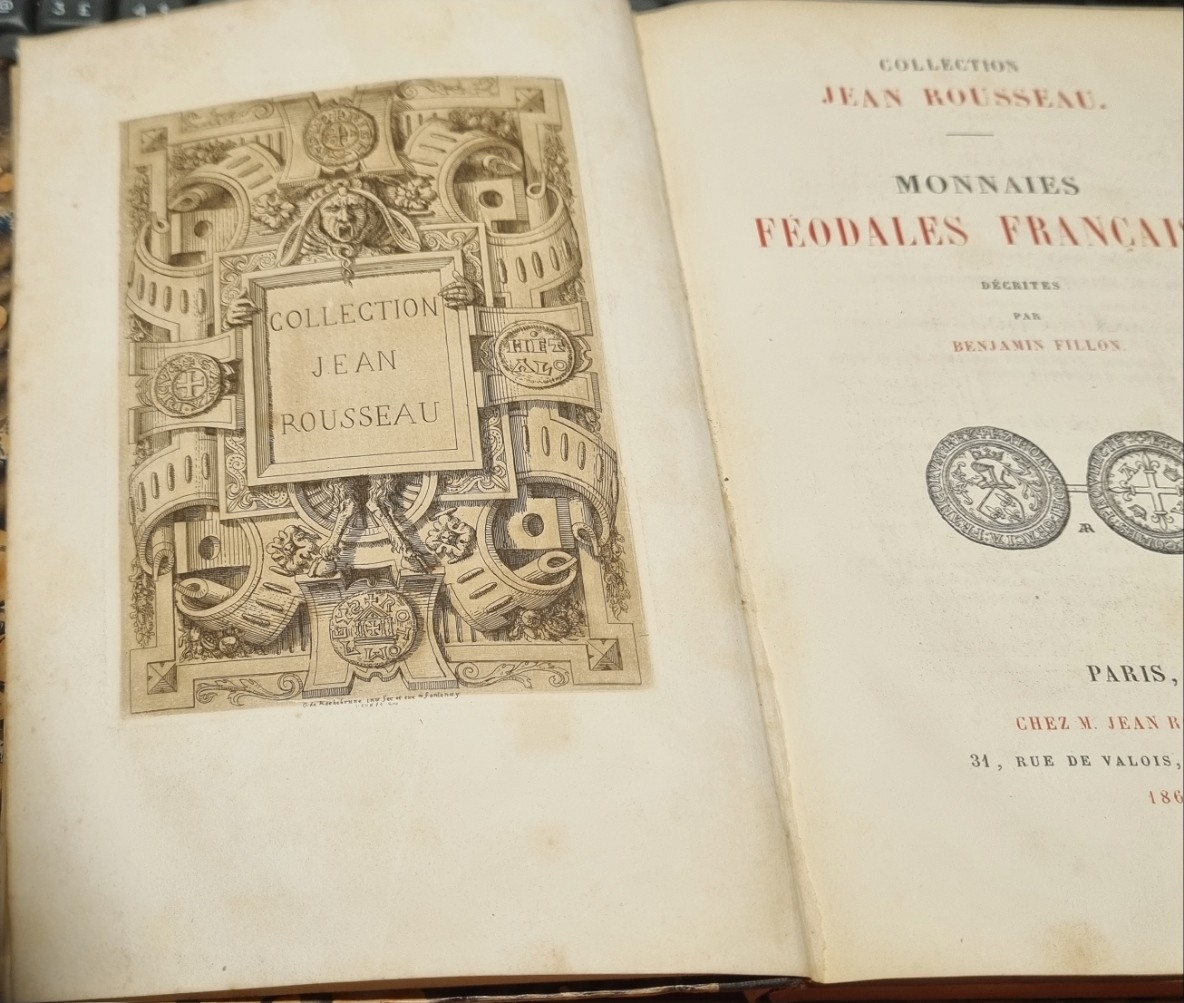 COLLECTION
JEAN
ROUSSEAU
COLLECTION
JEAN ROUSSEAU.
MONNAIES
FÉODALES FRANÇAIS
DÉCRITES
PAR
BENJAMIN FILLON.
PARIS,
CHEZ M. JEAN R
31, RUE DE VALOIS,
186